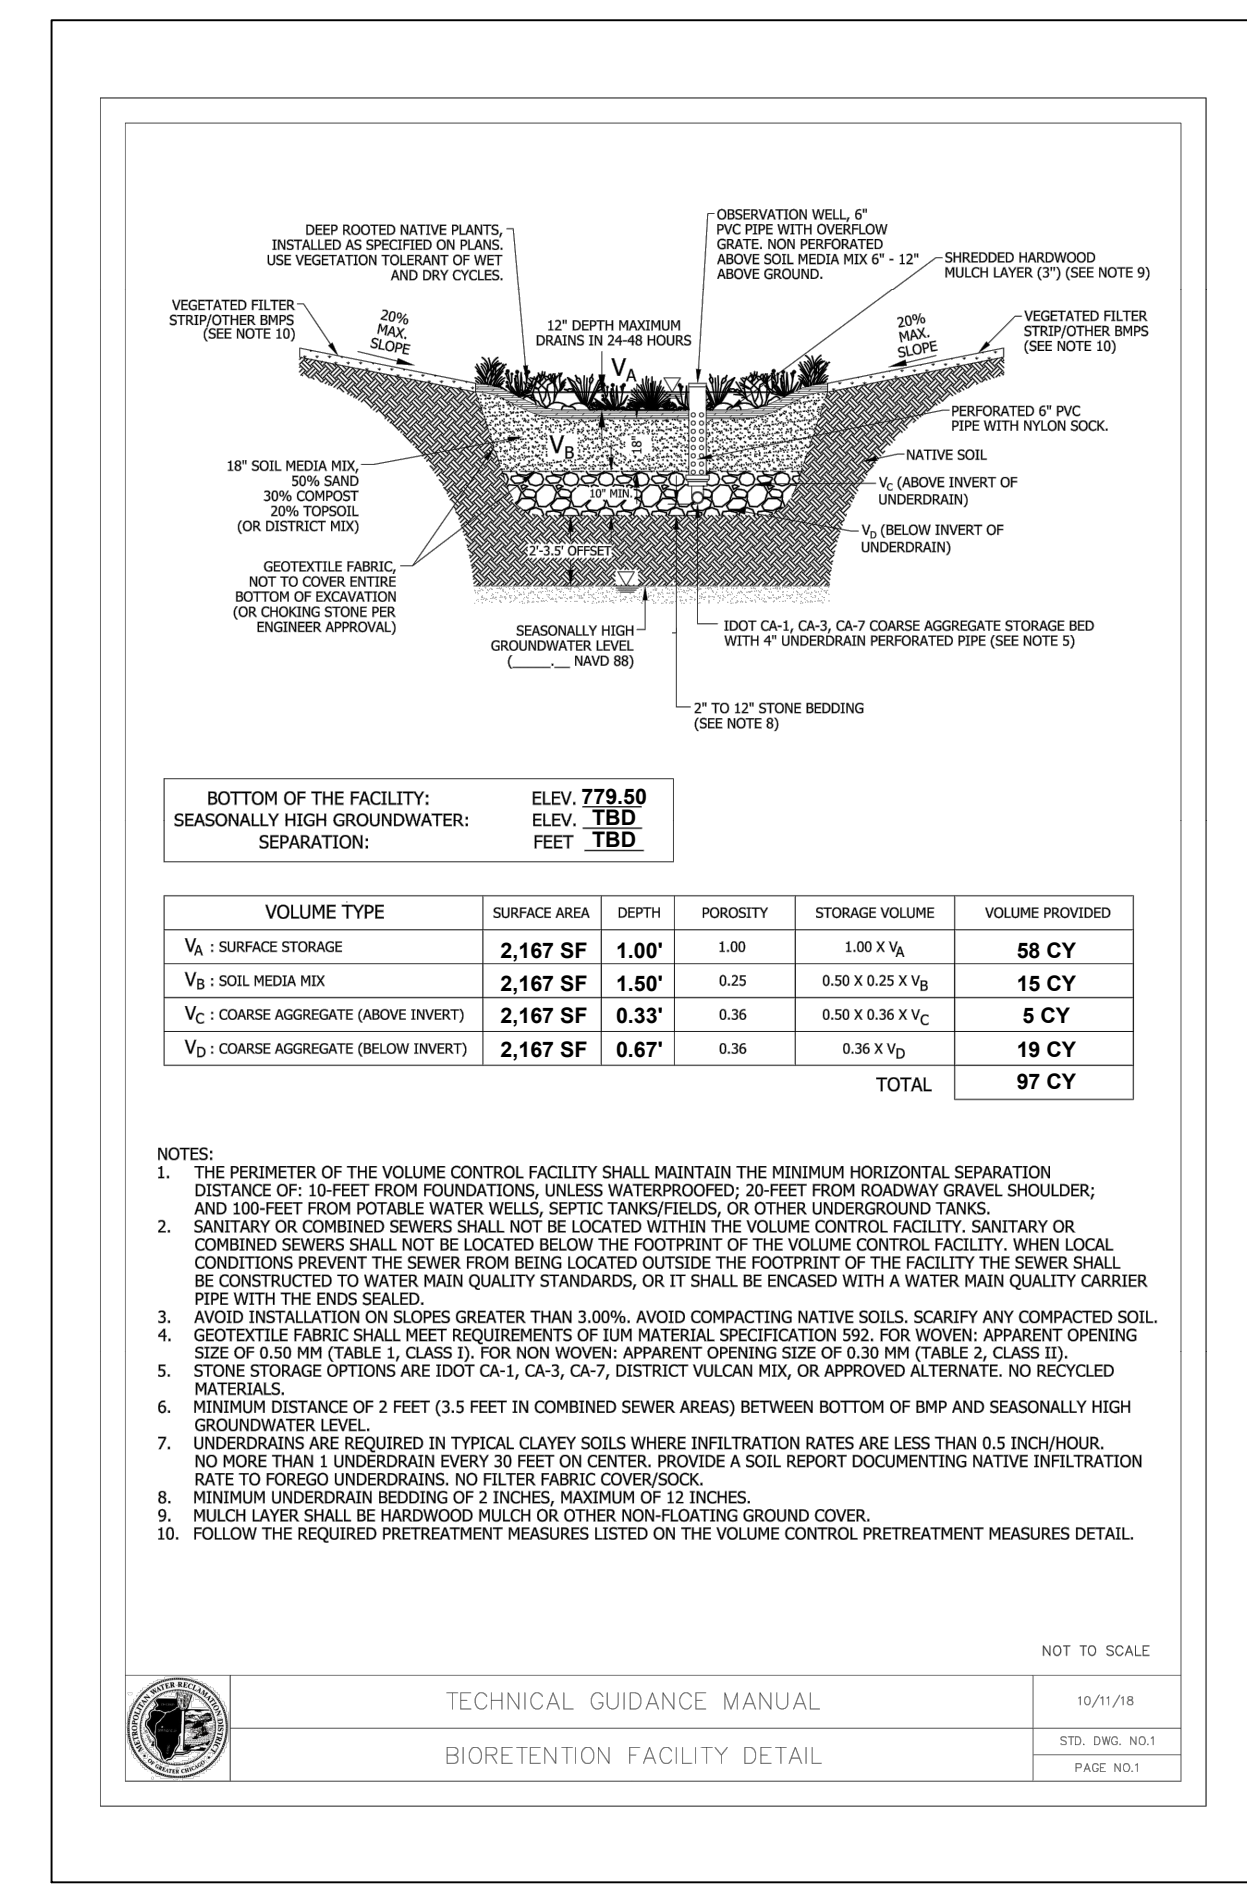 OBSERVATION WELL, 6"
PVC PIPE WITH OVERFLOW
GRATE. NON PERFORATED
ABOVE SOIL MEDIA MIX 6" - 12"
ABOVE GROUND.
DEEP ROOTED NATIVE PLANTS,
INSTALLED AS SPECIFIED ON PLANS.
USE VEGETATION TOLERANT OF WET
AND DRY CYCLES.
SHREDDED HARDWOOD
MULCH LAYER (3") (SEE NOTE 9)
VEGETATED FILTER
STRIP/OTHER BMPS
(SEE NOTE 10)
20%
MAX.
SLOPE
12" DEPTH MAXIMUM
DRAINS IN 24-48 HOURS
20%
MAX.
SLOPE
VEGETATED FILTER
STRIP/OTHER BMPS
(SEE NOTE 10)
VA
PERFORATED 6" PVC
PIPE WITH NYLON SOCK.
VB
18"
NATIVE SOIL
18" SOIL MEDIA MIX,
50% SAND
30% COMPOST
20% TOPSOIL
(OR DISTRICT MIX)
10" MIN.
VC (ABOVE INVERT OF
UNDERDRAIN)
VD (BELOW INVERT OF
UNDERDRAIN)
2'-3.5' OFFSET
GEOTEXTILE FABRIC,
NOT TO COVER ENTIRE
BOTTOM OF EXCAVATION
(OR CHOKING STONE PER
ENGINEER APPROVAL)
SEASONALLY HIGH
GROUNDWATER LEVEL
(_____.__ NAVD 88)
IDOT CA-1, CA-3, CA-7 COARSE AGGREGATE STORAGE BED
WITH 4" UNDERDRAIN PERFORATED PIPE (SEE NOTE 5)
2" TO 12" STONE BEDDING
(SEE NOTE 8)
BOTTOM OF THE FACILITY: ELEV. 779.50
SEASONALLY HIGH GROUNDWATER: ELEV. TBD
SEPARATION: FEET TBD
VOLUME TYPE SURFACE AREA DEPTH POROSITY STORAGE VOLUME VOLUME PROVIDED
VA : SURFACE STORAGE 2,167 SF 1.00' 1.00 1.00 X VA 58 CY
VB : SOIL MEDIA MIX 2,167 SF 1.50' 0.25 0.50 X 0.25 X VB 15 CY
VC : COARSE AGGREGATE (ABOVE INVERT) 2,167 SF 0.33' 0.36 0.50 X 0.36 X VC 5 CY
VD : COARSE AGGREGATE (BELOW INVERT) 2,167 SF 0.67' 0.36 0.36 X VD 19 CY
TOTAL 97 CY
NOTES:
1. THE PERIMETER OF THE VOLUME CONTROL FACILITY SHALL MAINTAIN THE MINIMUM HORIZONTAL SEPARATION
DISTANCE OF: 10-FEET FROM FOUNDATIONS, UNLESS WATERPROOFED; 20-FEET FROM ROADWAY GRAVEL SHOULDER;
AND 100-FEET FROM POTABLE WATER WELLS, SEPTIC TANKS/FIELDS, OR OTHER UNDERGROUND TANKS.
2. SANITARY OR COMBINED SEWERS SHALL NOT BE LOCATED WITHIN THE VOLUME CONTROL FACILITY. SANITARY OR
COMBINED SEWERS SHALL NOT BE LOCATED BELOW THE FOOTPRINT OF THE VOLUME CONTROL FACILITY. WHEN LOCAL
CONDITIONS PREVENT THE SEWER FROM BEING LOCATED OUTSIDE THE FOOTPRINT OF THE FACILITY THE SEWER SHALL
BE CONSTRUCTED TO WATER MAIN QUALITY STANDARDS, OR IT SHALL BE ENCASED WITH A WATER MAIN QUALITY CARRIER
PIPE WITH THE ENDS SEALED.
3. AVOID INSTALLATION ON SLOPES GREATER THAN 3.00%. AVOID COMPACTING NATIVE SOILS. SCARIFY ANY COMPACTED SOIL.
4. GEOTEXTILE FABRIC SHALL MEET REQUIREMENTS OF IUM MATERIAL SPECIFICATION 592. FOR WOVEN: APPARENT OPENING
SIZE OF 0.50 MM (TABLE 1, CLASS I). FOR NON WOVEN: APPARENT OPENING SIZE OF 0.30 MM (TABLE 2, CLASS II).
5. STONE STORAGE OPTIONS ARE IDOT CA-1, CA-3, CA-7, DISTRICT VULCAN MIX, OR APPROVED ALTERNATE. NO RECYCLED
MATERIALS.
6. MINIMUM DISTANCE OF 2 FEET (3.5 FEET IN COMBINED SEWER AREAS) BETWEEN BOTTOM OF BMP AND SEASONALLY HIGH
GROUNDWATER LEVEL.
7. UNDERDRAINS ARE REQUIRED IN TYPICAL CLAYEY SOILS WHERE INFILTRATION RATES ARE LESS THAN 0.5 INCH/HOUR.
NO MORE THAN 1 UNDERDRAIN EVERY 30 FEET ON CENTER. PROVIDE A SOIL REPORT DOCUMENTING NATIVE INFILTRATION
RATE TO FOREGO UNDERDRAINS. NO FILTER FABRIC COVER/SOCK.
8. MINIMUM UNDERDRAIN BEDDING OF 2 INCHES, MAXIMUM OF 12 INCHES.
9. MULCH LAYER SHALL BE HARDWOOD MULCH OR OTHER NON-FLOATING GROUND COVER.
10. FOLLOW THE REQUIRED PRETREATMENT MEASURES LISTED ON THE VOLUME CONTROL PRETREATMENT MEASURES DETAIL.
NOT TO SCALE
METROPOLITAN WATER RECLAMATION DISTRICT
OF GREATER CHICAGO
TECHNICAL GUIDANCE MANUAL
10/11/18
BIORETENTION FACILITY DETAIL
STD. DWG. NO.1
PAGE NO.1